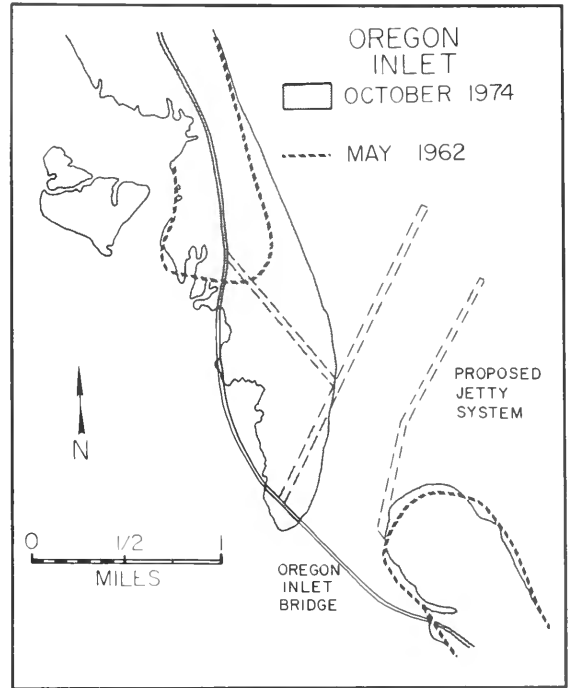 OREGON
INLET
OCTOBER 1974
MAY 1962
PROPOSED
JETTY
SYSTEM
N
0 1/2 1
MILES
OREGON
INLET
BRIDGE